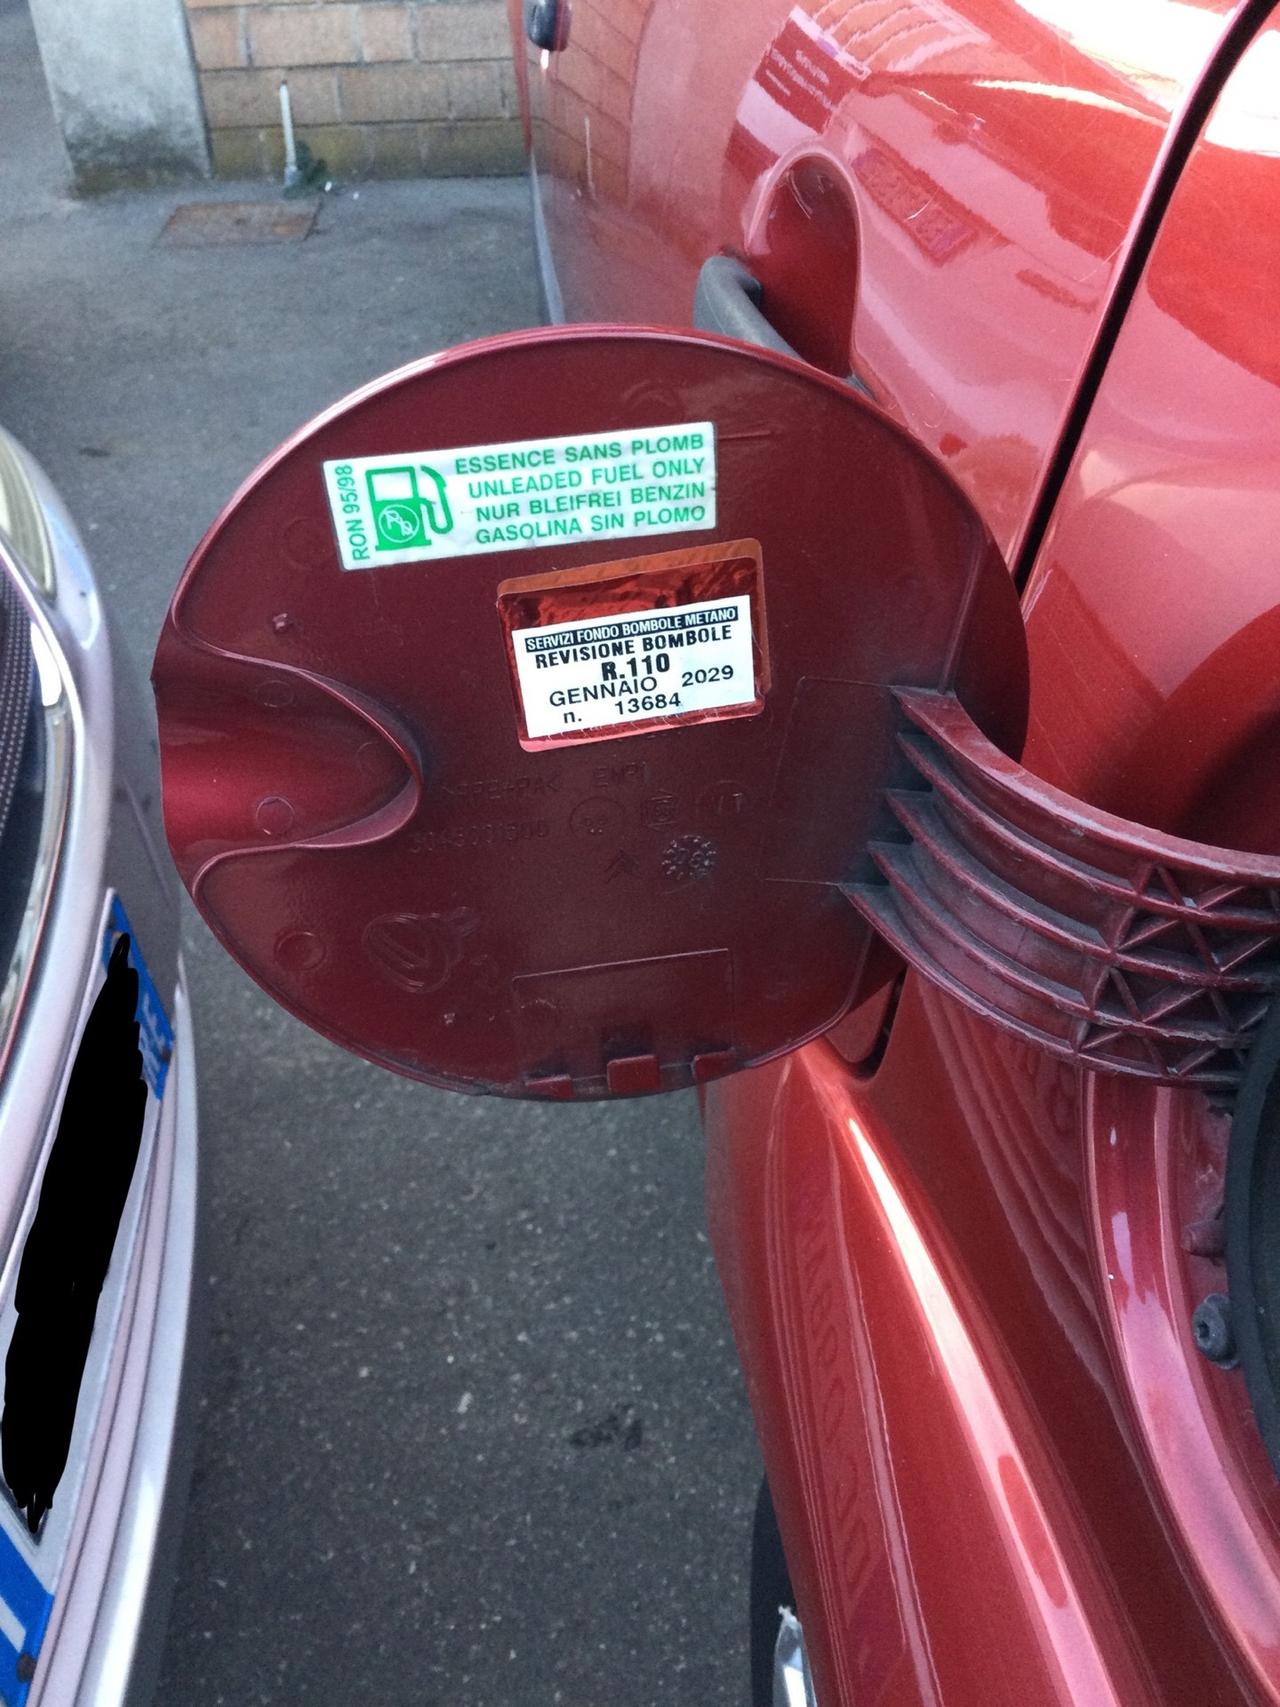 RON 95/98
ESSENCE SANS PLOMB
UNLEADED FUEL ONLY
NUR BLEIFREI BENZIN
GASOLINA SIN PLOMO
SERVIZI FONDO BOMBOLE METANO
REVISIONE BOMBOLE
R.110
GENNAIO 2029
n. 13684